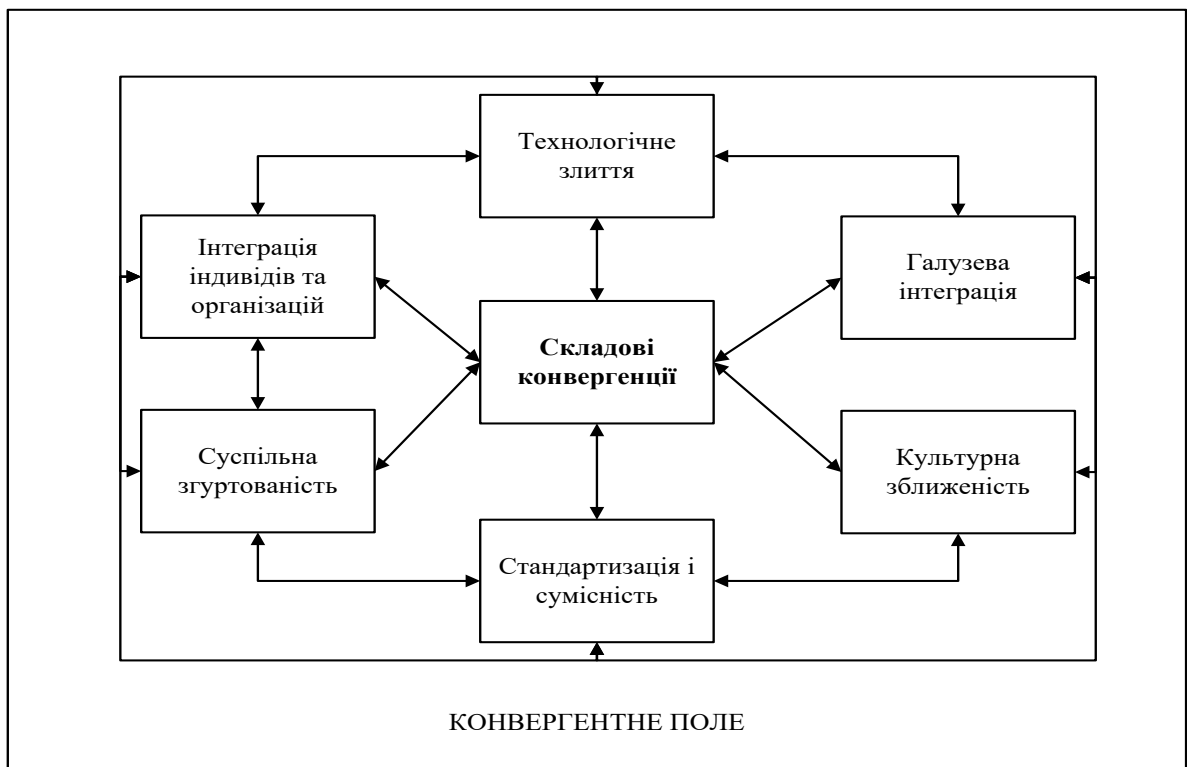 Технологічне
злиття
Інтеграція
індивідів та
організацій
Галузева
інтеграція
Складові
конвергенції
Суспільна
згуртованість
Культурна
зближеність
Стандартизація і
сумісність
КОНВЕРГЕНТНЕ ПОЛЕ